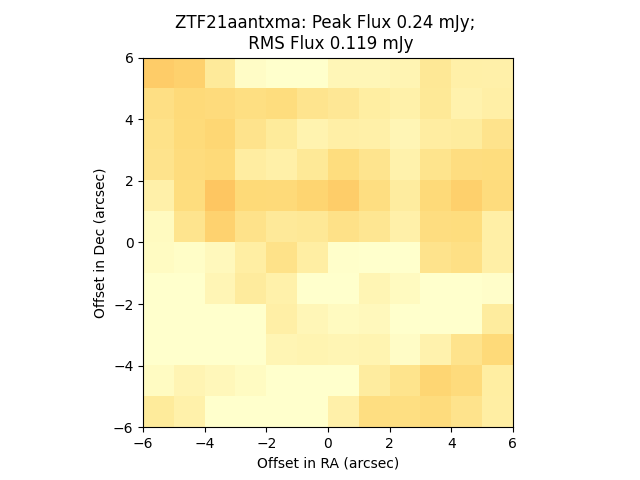 ZTF21aantxma: Peak Flux 0.24 mJy;
RMS Flux 0.119 mJy
6
4
2
0
−2
−4
−6
Offset in Dec (arcsec)
−6 −4 −2 0 2 4 6
Offset in RA (arcsec)